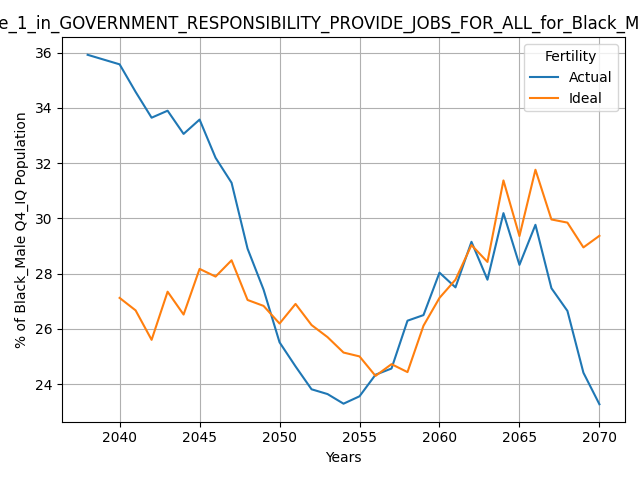 e_1_in_GOVERNMENT_RESPONSIBILITY_PROVIDE_JOBS_FOR_ALL_for_Black_M
Fertility
Actual
Ideal
% of Black_Male Q4_IQ Population
36
34
32
30
28
26
24
2040
2045
2050
2055
2060
2065
2070
Years